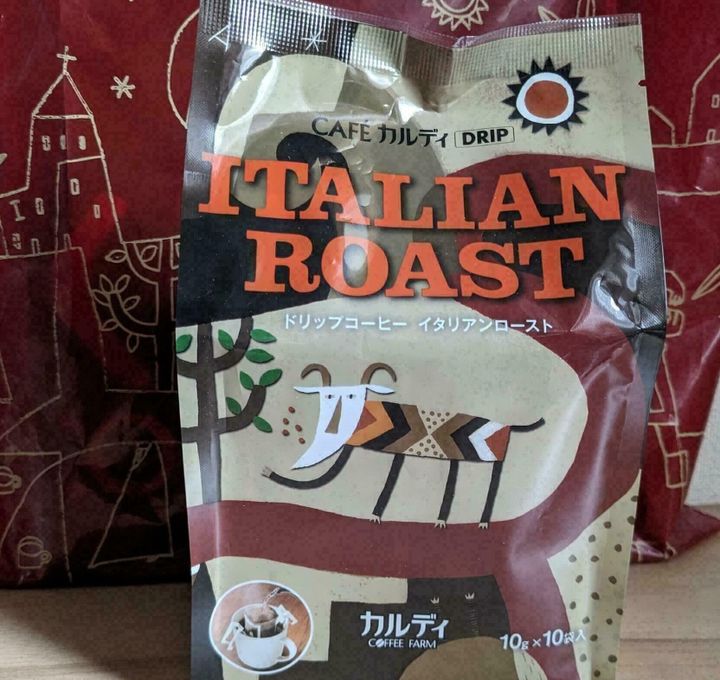 CAFÉ カルディ DRIP
ITALIAN
ROAST
ドリップコーヒー イタリアンロースト
カルディ
COFFEE FARM
10g×10袋入